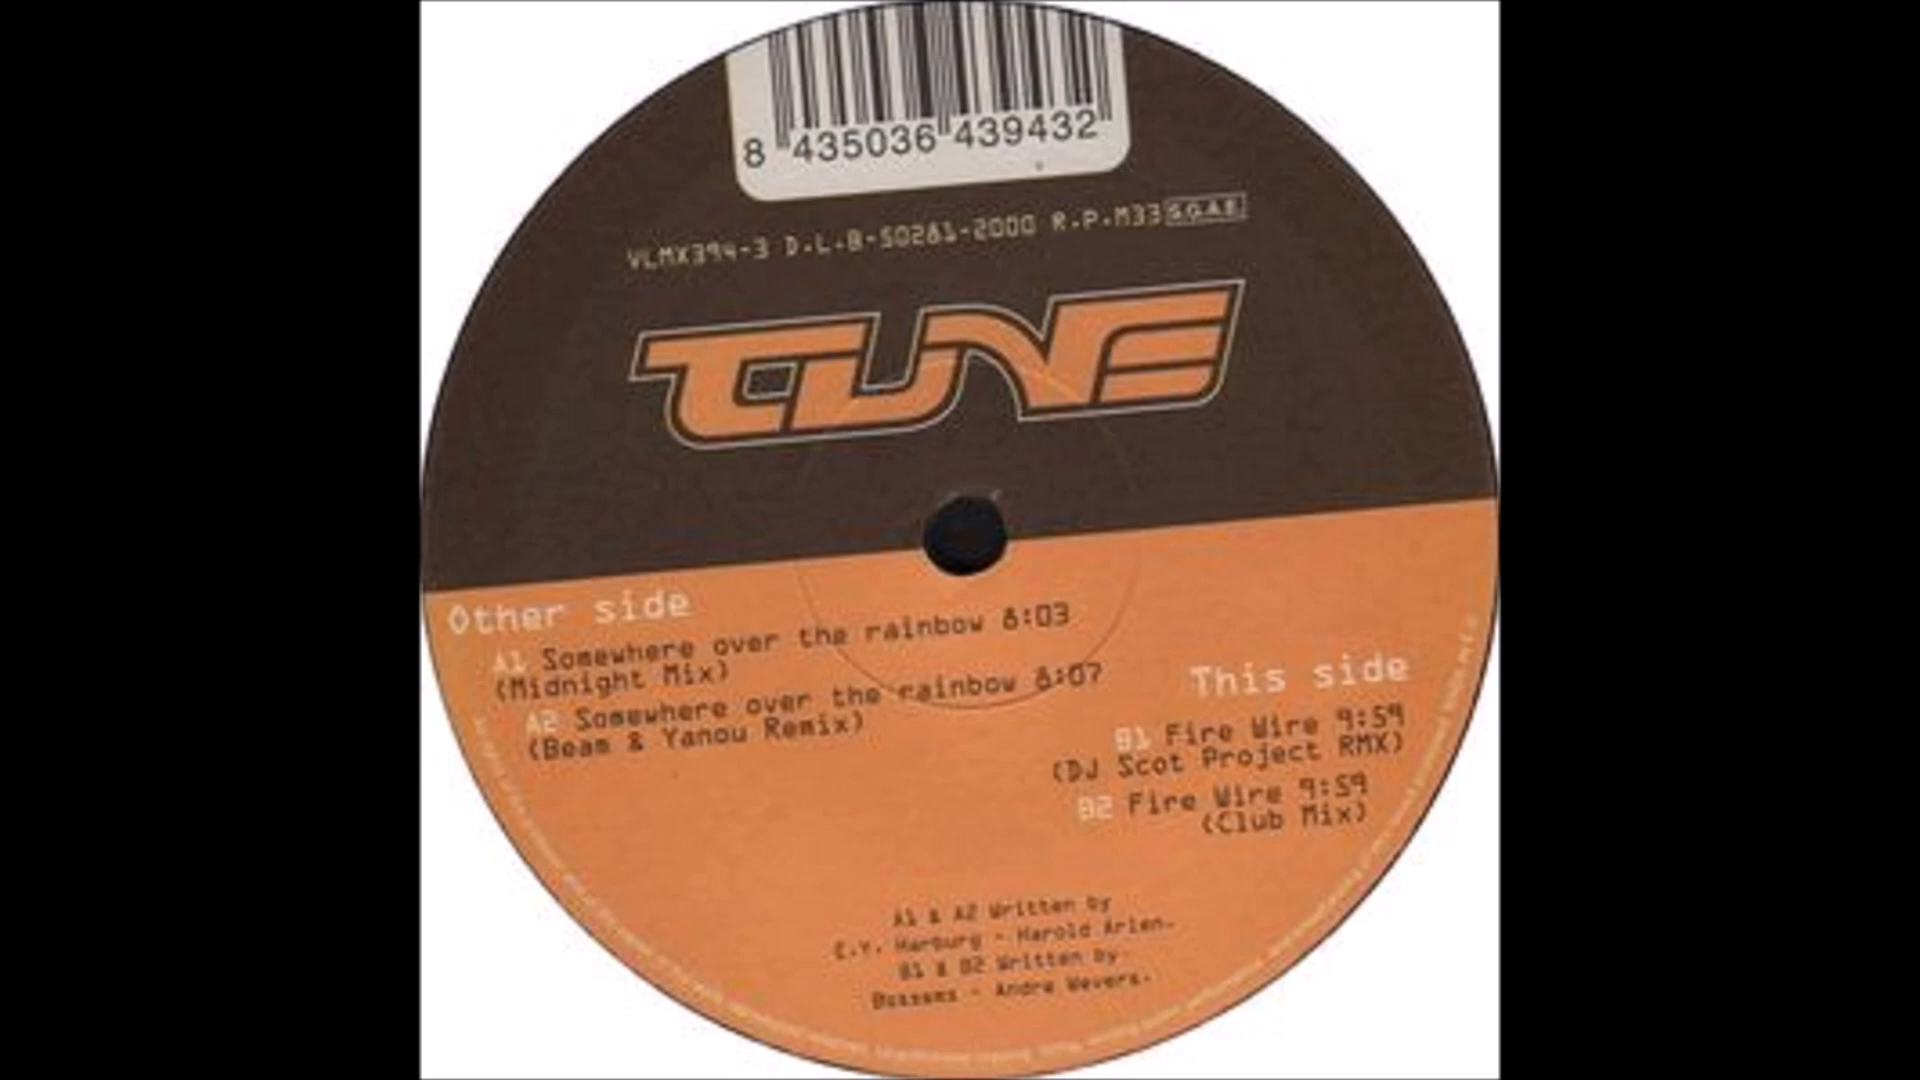 8 435036 439432
VLMX394-3 D.L.B-50281-2000 R.P.M33 S.G.A.E.
TUNE
Other side
A1 Somewhere over the rainbow 8:03
(Midnight Mix)
A2 Somewhere over the rainbow 8:07
(Beam & Yanou Remix)
This side
B1 Fire Wire 9:59
(DJ Scot Project RMX)
B2 Fire Wire 9:59
(Club Mix)
A1 & A2 Written by
E.Y. Harburg - Harold Arlen.
B1 & B2 Written by
Bossems - Andre Wevers.